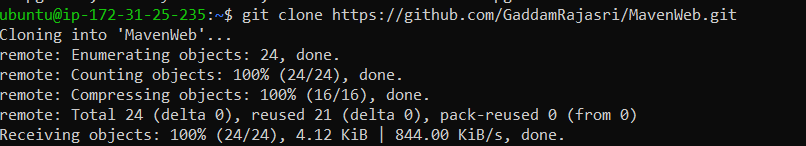 ubuntu@ip-172-31-25-235:~$ git clone https://github.com/GaddamRajasri/MavenWeb.git
Cloning into 'MavenWeb'...
remote: Enumerating objects: 24, done.
remote: Counting objects: 100% (24/24), done.
remote: Compressing objects: 100% (16/16), done.
remote: Total 24 (delta 0), reused 21 (delta 0), pack-reused 0 (from 0)
Receiving objects: 100% (24/24), 4.12 KiB | 844.00 KiB/s, done.